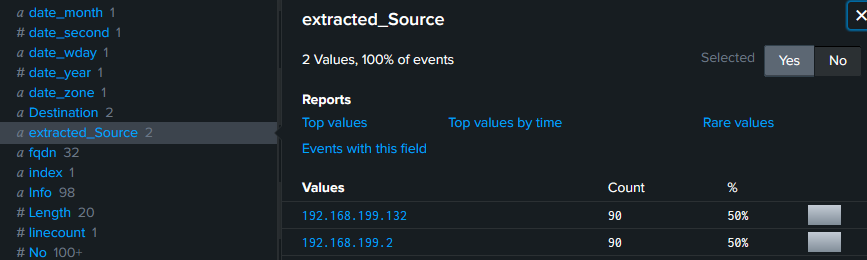 a date_month 1
# date_second 1
a date_wday 1
# date_year 1
a date_zone 1
a Destination 2
a extracted_Source 2
a fqdn 32
a index 1
a Info 98
# Length 20
# linecount 1
# No 100+
extracted_Source
2 Values, 100% of events
Selected Yes No
Reports
Top values Top values by time Rare values
Events with this field
Values Count %
192.168.199.132 90 50%
192.168.199.2 90 50%